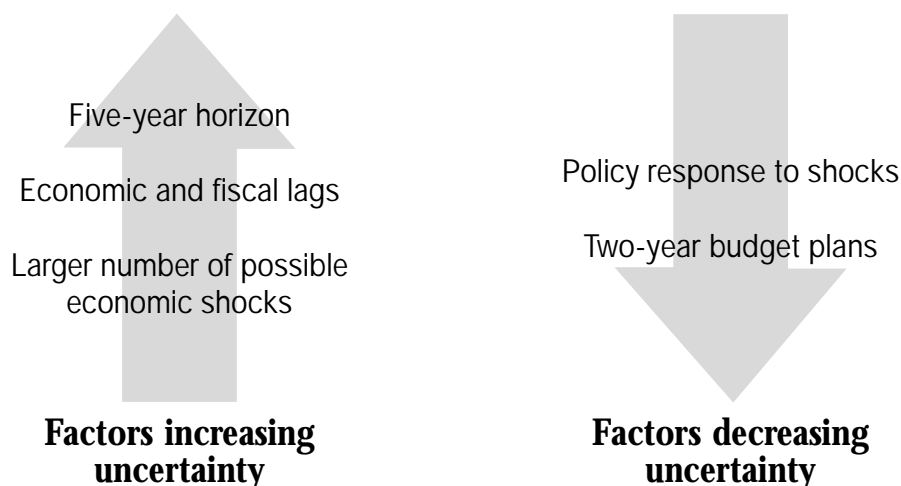 Five-year horizon
Economic and fiscal lags
Larger number of possible
economic shocks
Factors increasing
uncertainty
Policy response to shocks
Two-year budget plans
Factors decreasing
uncertainty